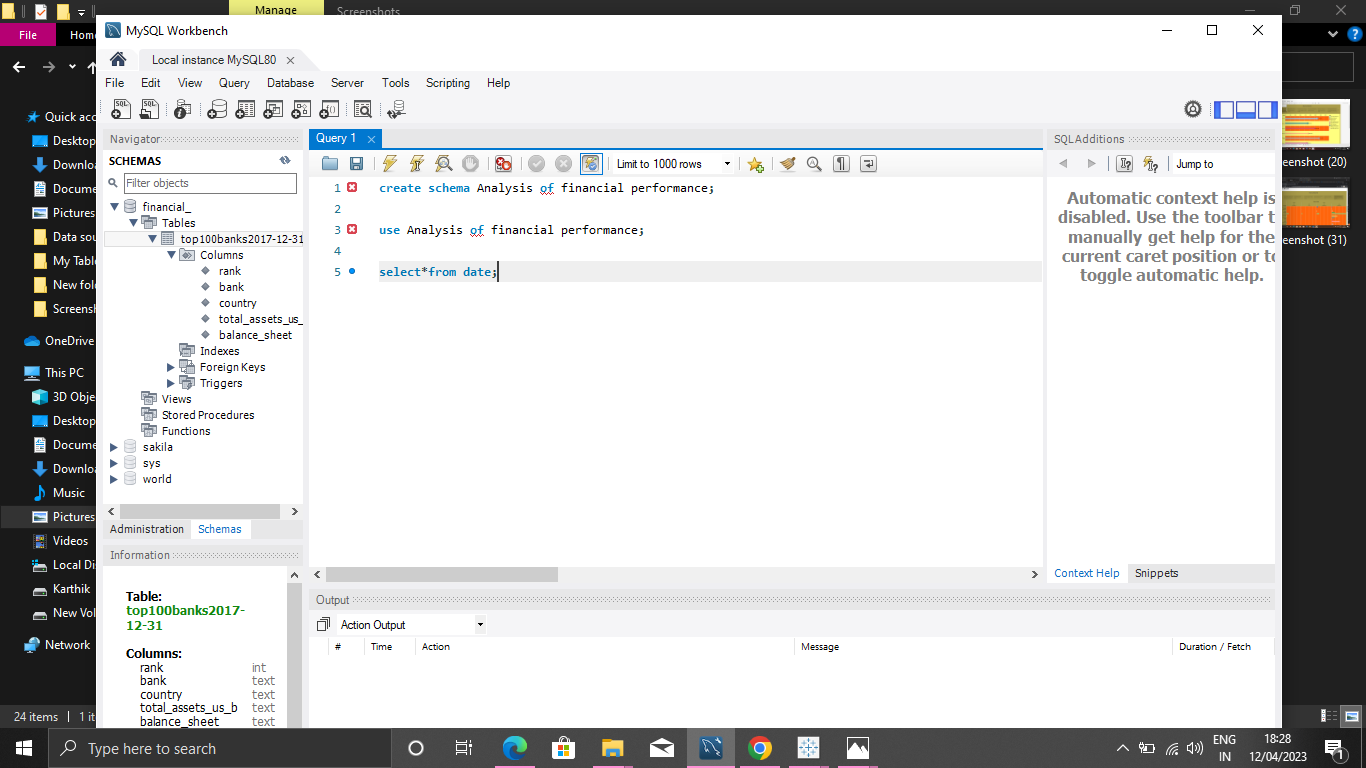 Manage
Screenshots
File
Home
MySQL Workbench
Local instance MySQL80
File Edit View Query Database Server Tools Scripting Help
Navigator
SCHEMAS
Filter objects
financial_
Tables
top100banks2017-12-31
Columns
rank
bank
country
total_assets_us_
balance_sheet
Indexes
Foreign Keys
Triggers
Views
Stored Procedures
Functions
sakila
sys
world
Administration Schemas
Information
Table:
top100banks2017-
12-31
Columns:
rank int
bank text
country text
total_assets_us_b text
balance_sheet text
Query 1
Limit to 1000 rows
1 create schema Analysis of financial performance;
2
3 use Analysis of financial performance;
4
5 select*from date;
Output
Action Output
# Time Action Message Duration / Fetch
SQLAdditions
Jump to
Automatic context help is
disabled. Use the toolbar t
manually get help for the
current caret position or to
toggle automatic help.
Context Help Snippets
Quick acc
Desktop
Downlo
Docume
Pictures
Data sou
My Table
New fold
Screensh
OneDrive
This PC
3D Obje
Desktop
Docume
Downlo
Music
Pictures
Videos
Local Dis
Karthik
New Vol
Network
24 items 1 it
eenshot (20)
eenshot (31)
Type here to search
ENG
IN
18:28
12/04/2023
1